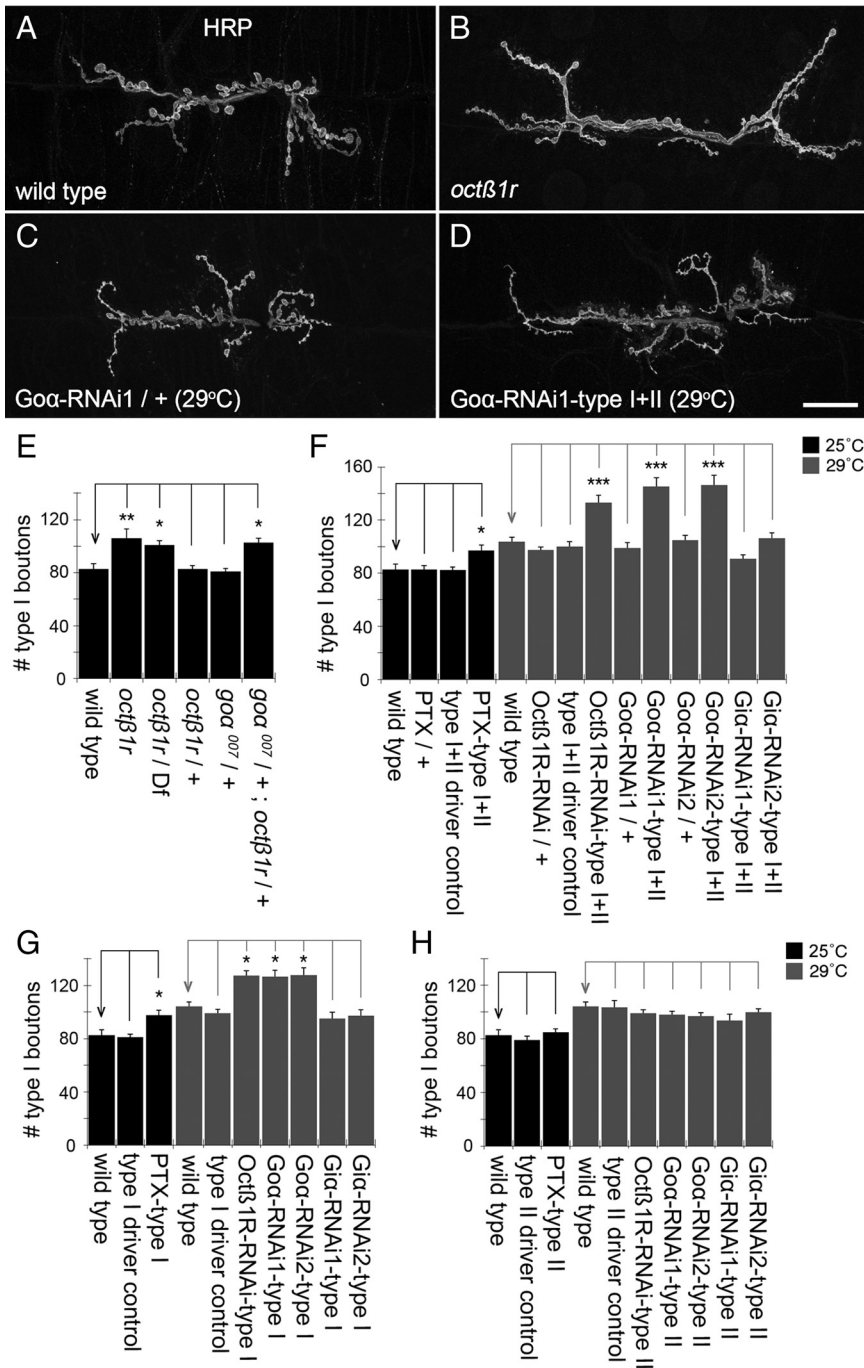 A
HRP
wild type
B
octß1r
C
Goα-RNAi1 / + (29°C)
D
Goα-RNAi1-type I+II (29°C)
E
# type I boutons
120
80
40
0
**
*
*
wild type
octβ1r
octβ1r / Df
octβ1r / +
goα 007 / +
goα 007 / + ; octβ1r / +
F
25°C
29°C
# type I boutons
160
120
80
40
0
*
***
***
***
wild type
PTX / +
type I+II driver control
PTX-type I+II
wild type
Octß1R-RNAi / +
type I+II driver control
Octß1R-RNAi-type I+II
Goα-RNAi1 / +
Goα-RNAi1-type I+II
Goα-RNAi2 / +
Goα-RNAi2-type I+II
Giα-RNAi1-type I+II
Giα-RNAi2-type I+II
G
# type I boutons
120
80
40
0
*
*
*
*
wild type
type I driver control
PTX-type I
wild type
type I driver control
Octß1R-RNAi-type I
Goα-RNAi1-type I
Goα-RNAi2-type I
Giα-RNAi1-type I
Giα-RNAi2-type I
H
25°C
29°C
# type I boutons
120
80
40
0
wild type
type II driver control
PTX-type II
wild type
type II driver control
Octß1R-RNAi-type II
Goα-RNAi1-type II
Goα-RNAi2-type II
Giα-RNAi1-type II
Giα-RNAi2-type II